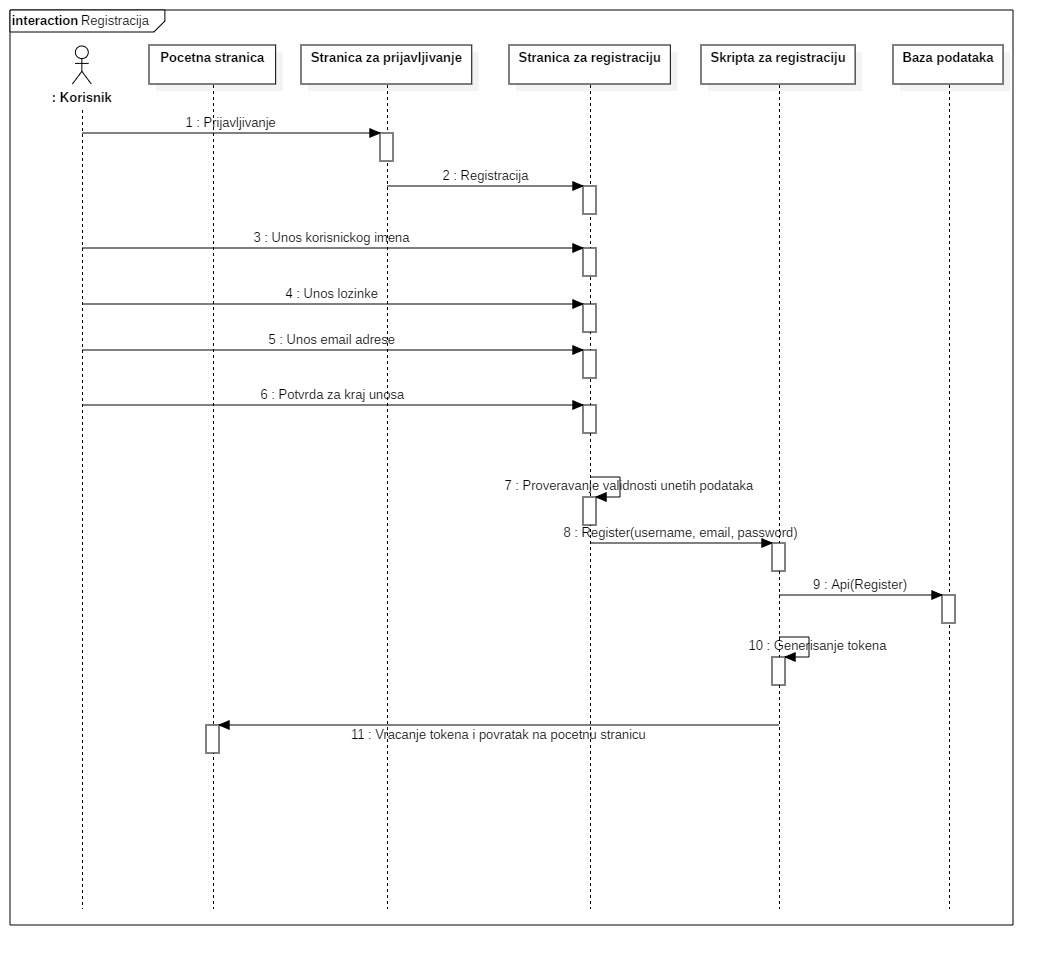 interaction Registracija
Pocetna stranica
Stranica za prijavljivanje
Stranica za registraciju
Skripta za registraciju
Baza podataka
: Korisnik
1 : Prijavljivanje
2 : Registracija
3 : Unos korisnickog imena
4 : Unos lozinke
5 : Unos email adrese
6 : Potvrda za kraj unosa
7 : Proveravanje validnosti unetih podataka
8 : Register(username, email, password)
9 : Api(Register)
10 : Generisanje tokena
11 : Vracanje tokena i povratak na pocetnu stranicu